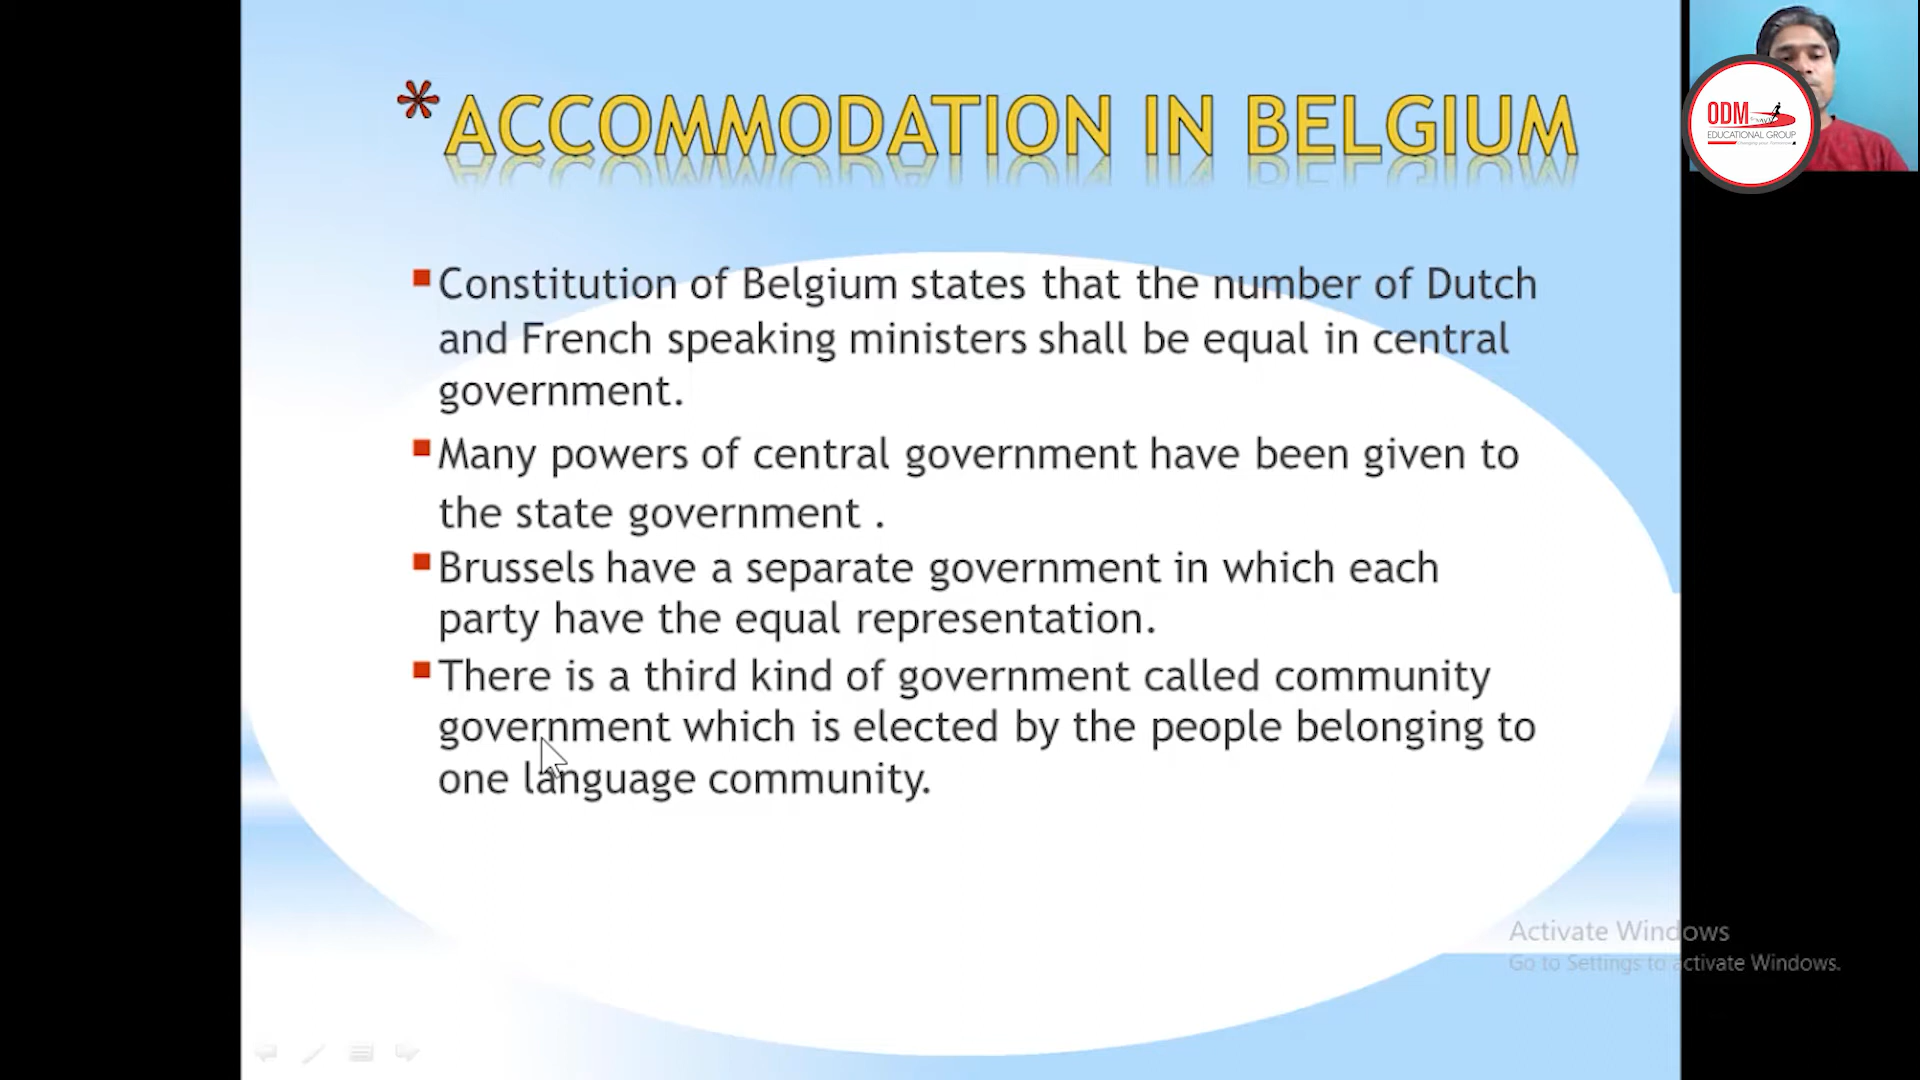 * ACCOMMODATION IN BELGIUM
Constitution of Belgium states that the number of Dutch
and French speaking ministers shall be equal in central
government.
Many powers of central government have been given to
the state government .
Brussels have a separate government in which each
party have the equal representation.
There is a third kind of government called community
government which is elected by the people belonging to
one language community.
ODM
EDUCATIONAL GROUP
Activate Windows
Go to Settings to activate Windows.